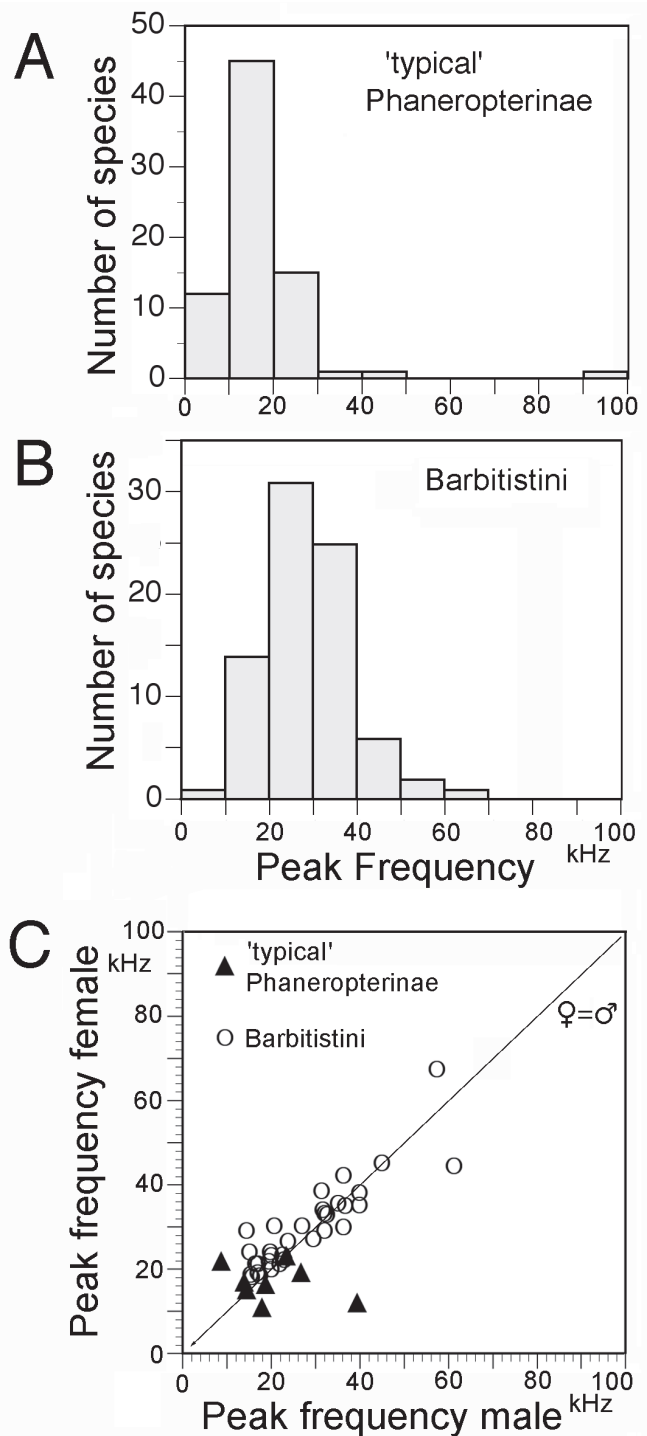 A
Number of species
50
40
30
20
10
0
'typical'
Phaneropterinae
0 20 40 60 80 100
B
Number of species
30
20
10
0
Barbitistini
0 20 40 60 80 100
Peak Frequency kHz
C
Peak frequency female
100
kHz
80
60
40
20
0
'typical'
Phaneropterinae
Barbitistini
♀=♂
0 20 40 60 80 100
Peak frequency male kHz